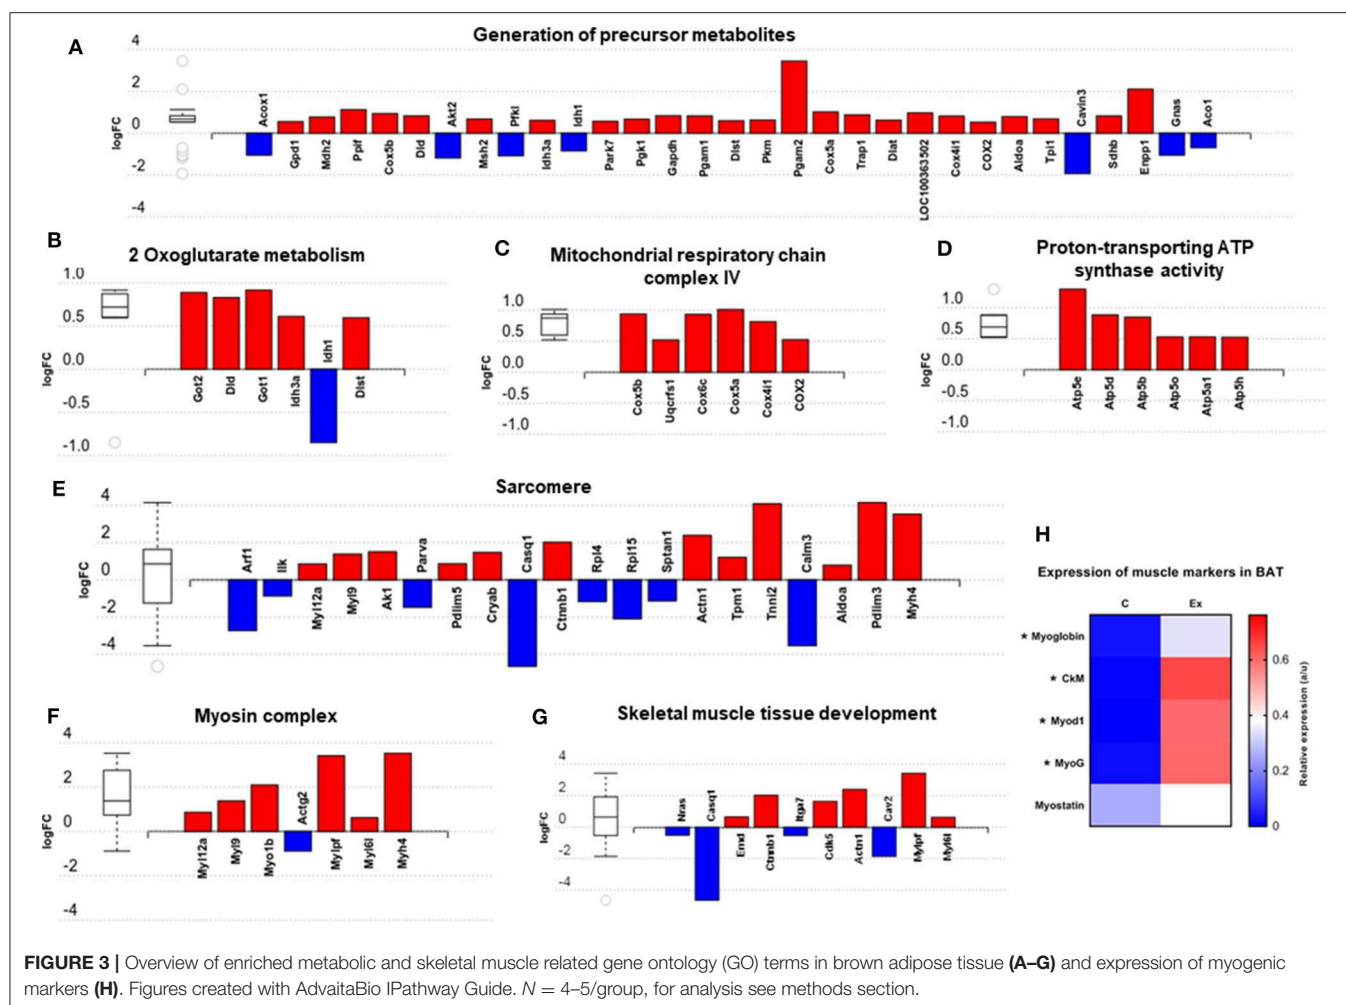 A
Generation of precursor metabolites
4
2
0
-2
-4
logFC
Acox1
Gpd1
Mdh2
Ppif
Cox5b
Dld
Akt2
Msh2
Pfkl
Idh3a
Idh1
Park7
Pgk1
Gapdh
Pgam1
Dlst
Pkm
Pgam2
Cox5a
Trap1
Dlat
LOC100363502
Cox4I1
COX2
Aldoa
Tpi1
Cavin3
Sdhb
Enpp1
Gnas
Aco1
B
2 Oxoglutarate metabolism
1.0
0.5
0.0
-0.5
-1.0
logFC
Got2
Dld
Got1
Idh3a
Idh1
Dlst
C
Mitochondrial respiratory chain
complex IV
1.0
0.5
0.0
-0.5
-1.0
logFC
Cox5b
Uqcrfs1
Cox6c
Cox5a
Cox4I1
COX2
D
Proton-transporting ATP
synthase activity
1.0
0.5
0.0
-0.5
-1.0
logFC
Atp5e
Atp5d
Atp5b
Atp5o
Atp5a1
Atp5h
E
Sarcomere
4
2
0
-2
-4
logFC
Arf1
Ilk
Myl12a
Myl9
Ak1
Parva
Pdlim5
Cryab
Casq1
Ctnnb1
Rpl4
Rpl15
Sptan1
Actn1
Tpm1
Tnni2
Calm3
Aldoa
Pdlim3
Myh4
F
Myosin complex
4
2
0
-2
-4
logFC
Myl12a
Myl9
Myo1b
Actg2
Mylpf
Myl6l
Myh4
G
Skeletal muscle tissue development
4
2
0
-2
-4
logFC
Nras
Casq1
Emd
Ctnnb1
Itga7
Cdk5
Actn1
Cav2
Mylpf
Myl6l
H
Expression of muscle markers in BAT
C Ex
* Myoglobin
* CkM
* Myod1
* MyoG
Myostatin
0.6
0.4
0.2
0
Relative expression (a/u)
FIGURE 3 | Overview of enriched metabolic and skeletal muscle related gene ontology (GO) terms in brown adipose tissue (A–G) and expression of myogenic
markers (H). Figures created with AdvaitaBio IPathway Guide. N = 4–5/group, for analysis see methods section.